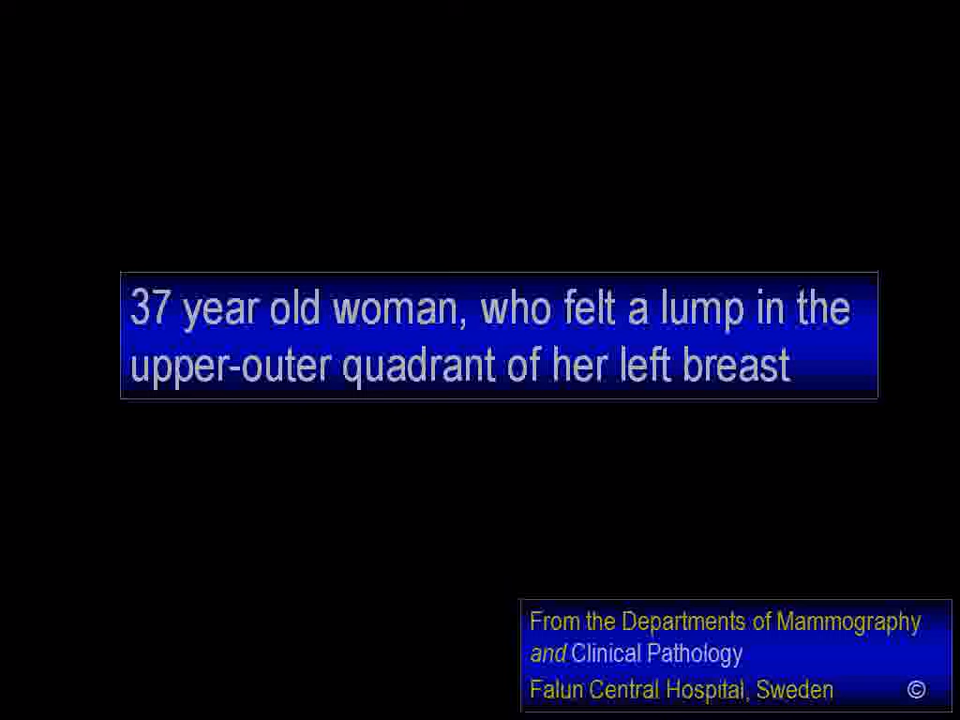 37 year old woman, who felt a lump in the
upper-outer quadrant of her left breast
From the Departments of Mammography
and Clinical Pathology
Falun Central Hospital, Sweden ©